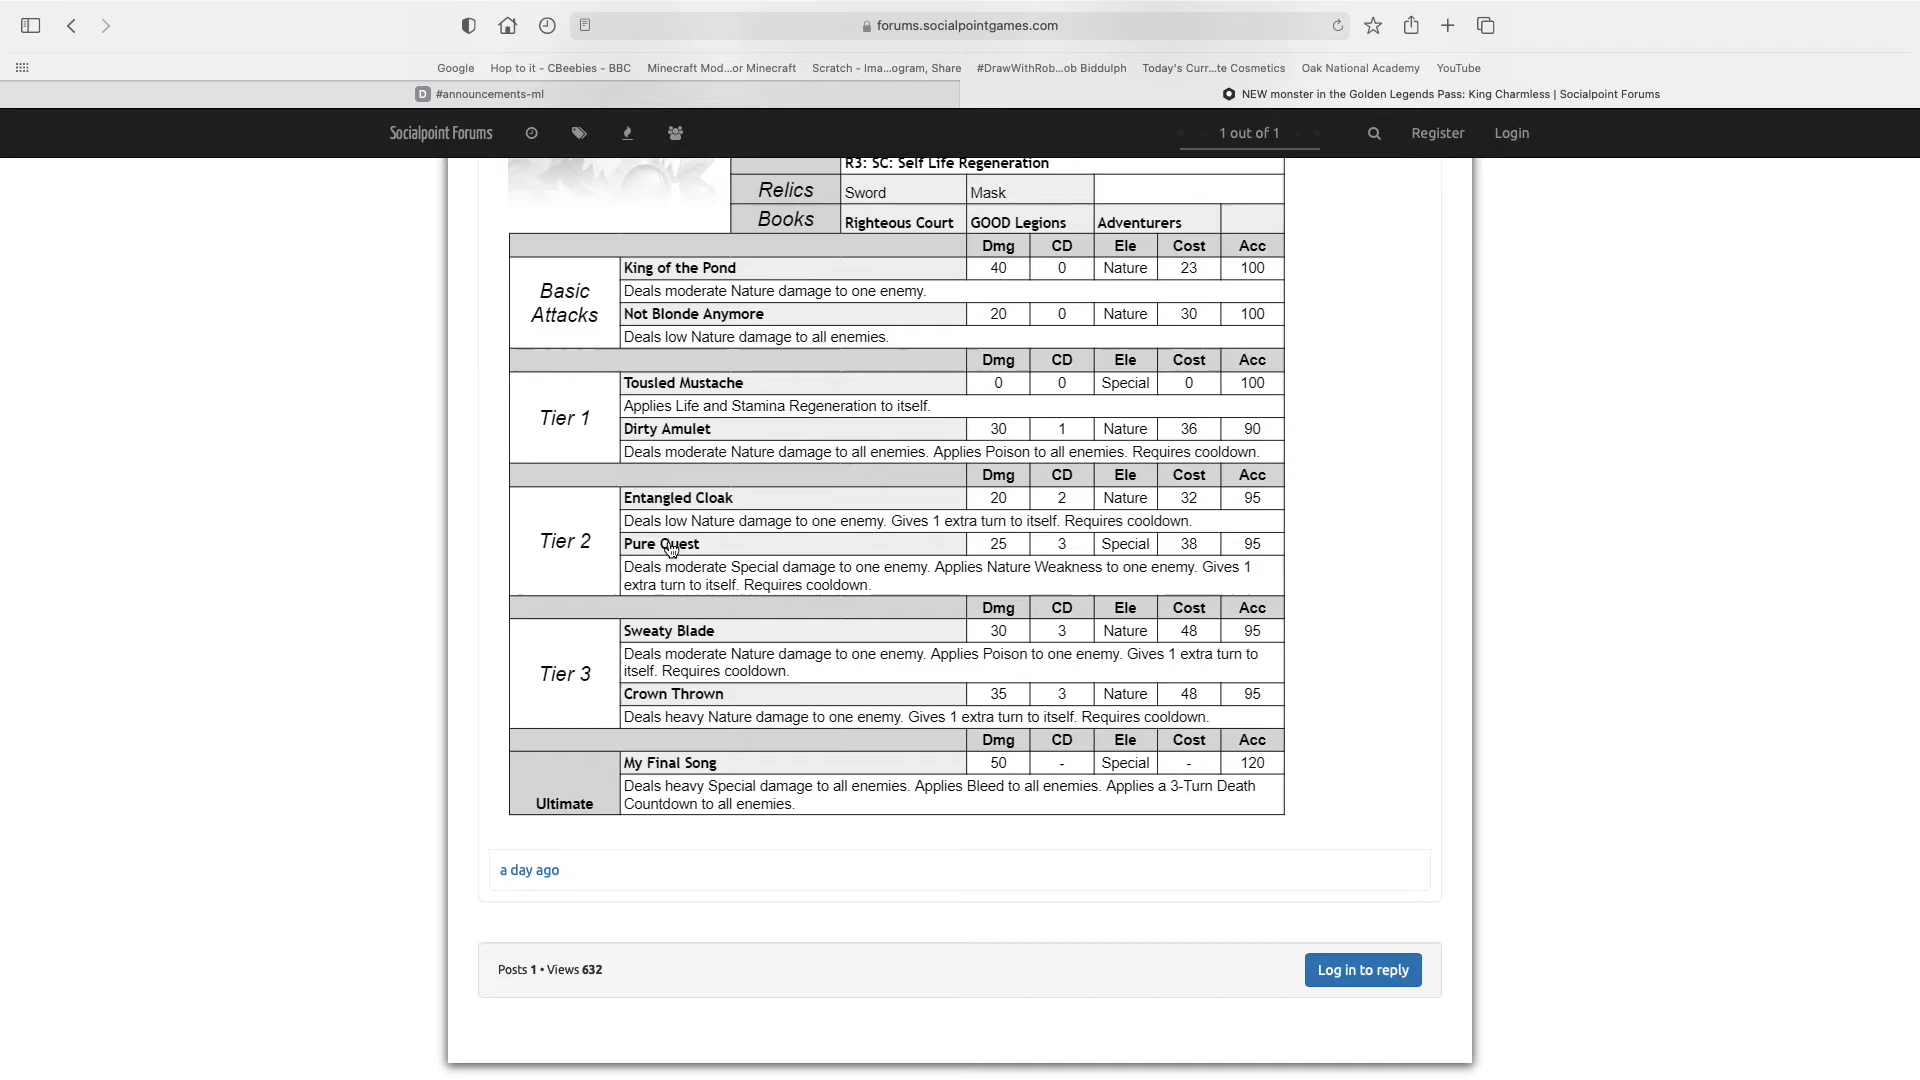 forums.socialpointgames.com
Google Hop to it - CBeebies - BBC Minecraft Mod...or Minecraft Scratch - Ima...ogram, Share #DrawWithRob...ob Biddulph Today's Curr...te Cosmetics Oak National Academy YouTube
D #announcements-ml NEW monster in the Golden Legends Pass: King Charmless | Socialpoint Forums
Socialpoint Forums 1 out of 1 Register Login
R3: SC: Self Life Regeneration
Relics Sword Mask
Books Righteous Court GOOD Legions Adventurers
Dmg CD Ele Cost Acc
Basic Attacks
King of the Pond 40 0 Nature 23 100
Deals moderate Nature damage to one enemy.
Not Blonde Anymore 20 0 Nature 30 100
Deals low Nature damage to all enemies.
Dmg CD Ele Cost Acc
Tier 1
Tousled Mustache 0 0 Special 0 100
Applies Life and Stamina Regeneration to itself.
Dirty Amulet 30 1 Nature 36 90
Deals moderate Nature damage to all enemies. Applies Poison to all enemies. Requires cooldown.
Dmg CD Ele Cost Acc
Tier 2
Entangled Cloak 20 2 Nature 32 95
Deals low Nature damage to one enemy. Gives 1 extra turn to itself. Requires cooldown.
Pure Quest 25 3 Special 38 95
Deals moderate Special damage to one enemy. Applies Nature Weakness to one enemy. Gives 1
extra turn to itself. Requires cooldown.
Dmg CD Ele Cost Acc
Tier 3
Sweaty Blade 30 3 Nature 48 95
Deals moderate Nature damage to one enemy. Applies Poison to one enemy. Gives 1 extra turn to
itself. Requires cooldown.
Crown Thrown 35 3 Nature 48 95
Deals heavy Nature damage to one enemy. Gives 1 extra turn to itself. Requires cooldown.
Dmg CD Ele Cost Acc
Ultimate
My Final Song 50 - Special - 120
Deals heavy Special damage to all enemies. Applies Bleed to all enemies. Applies a 3-Turn Death
Countdown to all enemies.
a day ago
Posts 1 • Views 632 Log in to reply